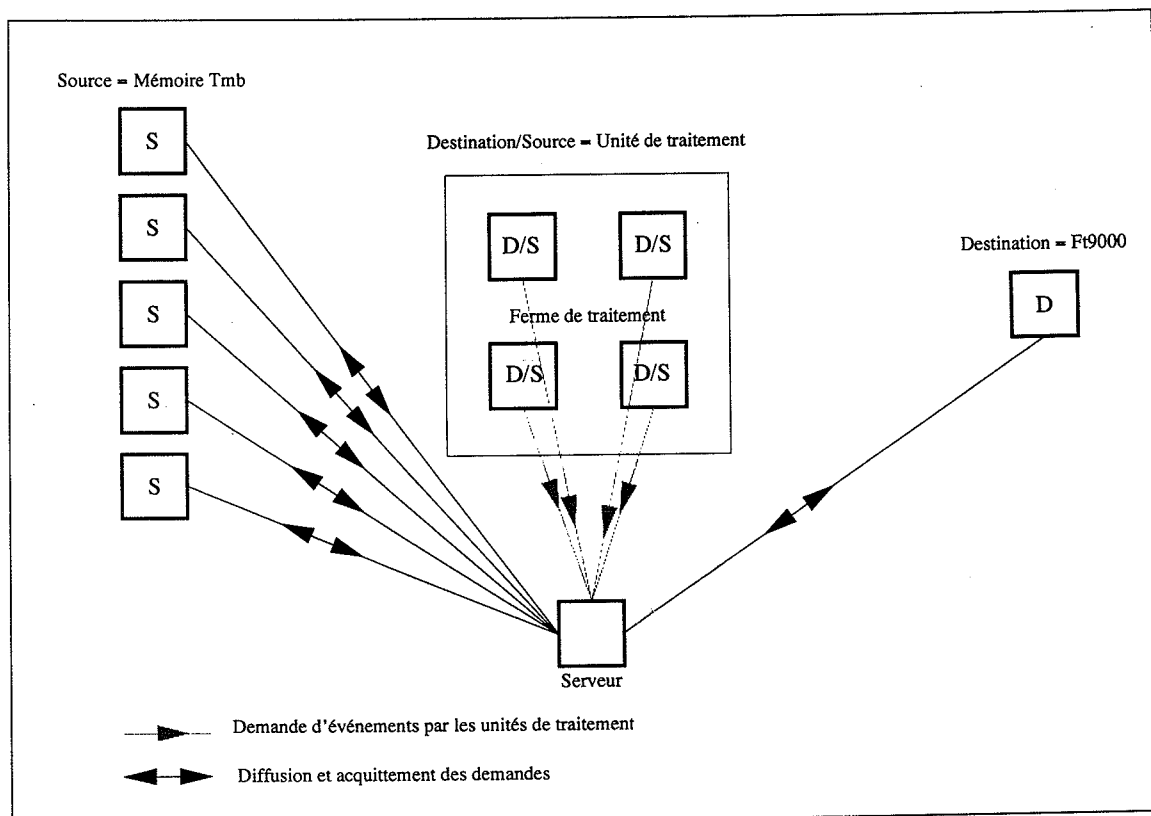 Source = Mémoire Tmb
S
S
S
S
S
Destination/Source = Unité de traitement
D/S
D/S
Ferme de traitement
D/S
D/S
Destination = Ft9000
D
Serveur
Demande d'événements par les unités de traitement
Diffusion et acquittement des demandes